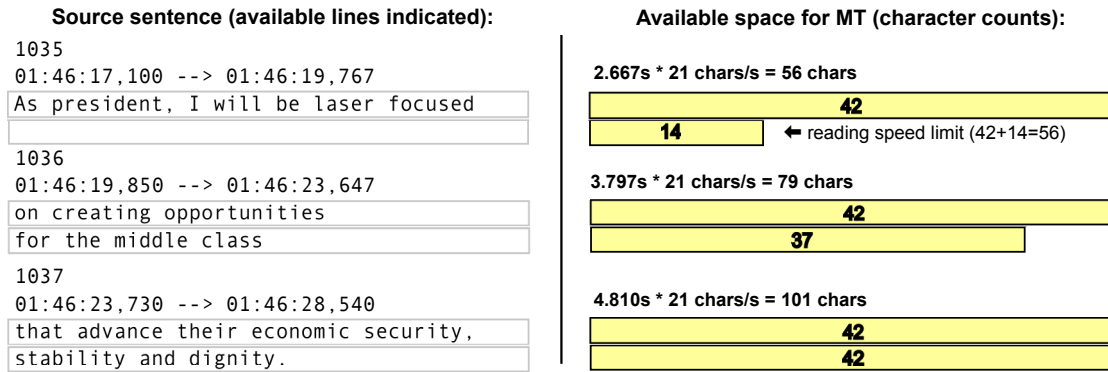 Source sentence (available lines indicated):
1035
01:46:17,100 --> 01:46:19,767
As president, I will be laser focused
1036
01:46:19,850 --> 01:46:23,647
on creating opportunities
for the middle class
1037
01:46:23,730 --> 01:46:28,540
that advance their economic security,
stability and dignity.
Available space for MT (character counts):
2.667s * 21 chars/s = 56 chars
42
14 ⬅ reading speed limit (42+14=56)
3.797s * 21 chars/s = 79 chars
42
37
4.810s * 21 chars/s = 101 chars
42
42